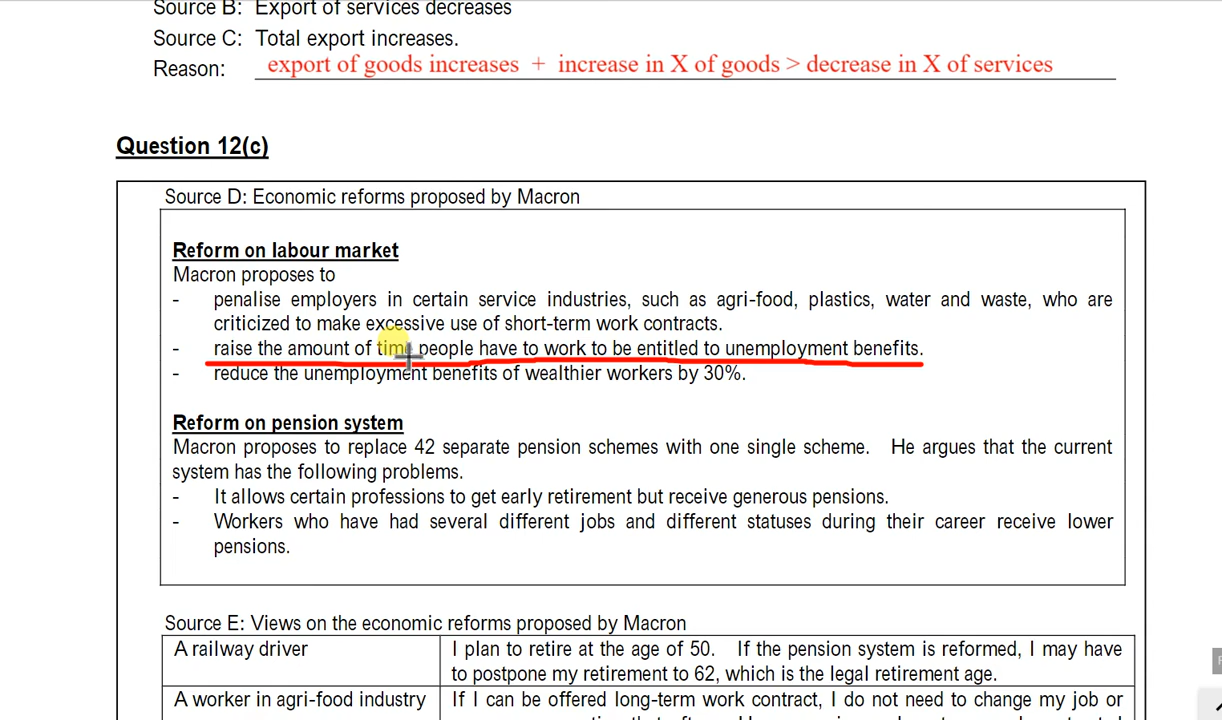 Source B: Export of services decreases
Source C: Total export increases.
Reason: export of goods increases + increase in X of goods > decrease in X of services
Question 12(c)
Source D: Economic reforms proposed by Macron
Reform on labour market
Macron proposes to
- penalise employers in certain service industries, such as agri-food, plastics, water and waste, who are
criticized to make excessive use of short-term work contracts.
- raise the amount of time people have to work to be entitled to unemployment benefits.
- reduce the unemployment benefits of wealthier workers by 30%.
Reform on pension system
Macron proposes to replace 42 separate pension schemes with one single scheme. He argues that the current
system has the following problems.
- It allows certain professions to get early retirement but receive generous pensions.
- Workers who have had several different jobs and different statuses during their career receive lower
pensions.
Source E: Views on the economic reforms proposed by Macron
A railway driver I plan to retire at the age of 50. If the pension system is reformed, I may have
to postpone my retirement to 62, which is the legal retirement age.
A worker in agri-food industry If I can be offered long-term work contract, I do not need to change my job or